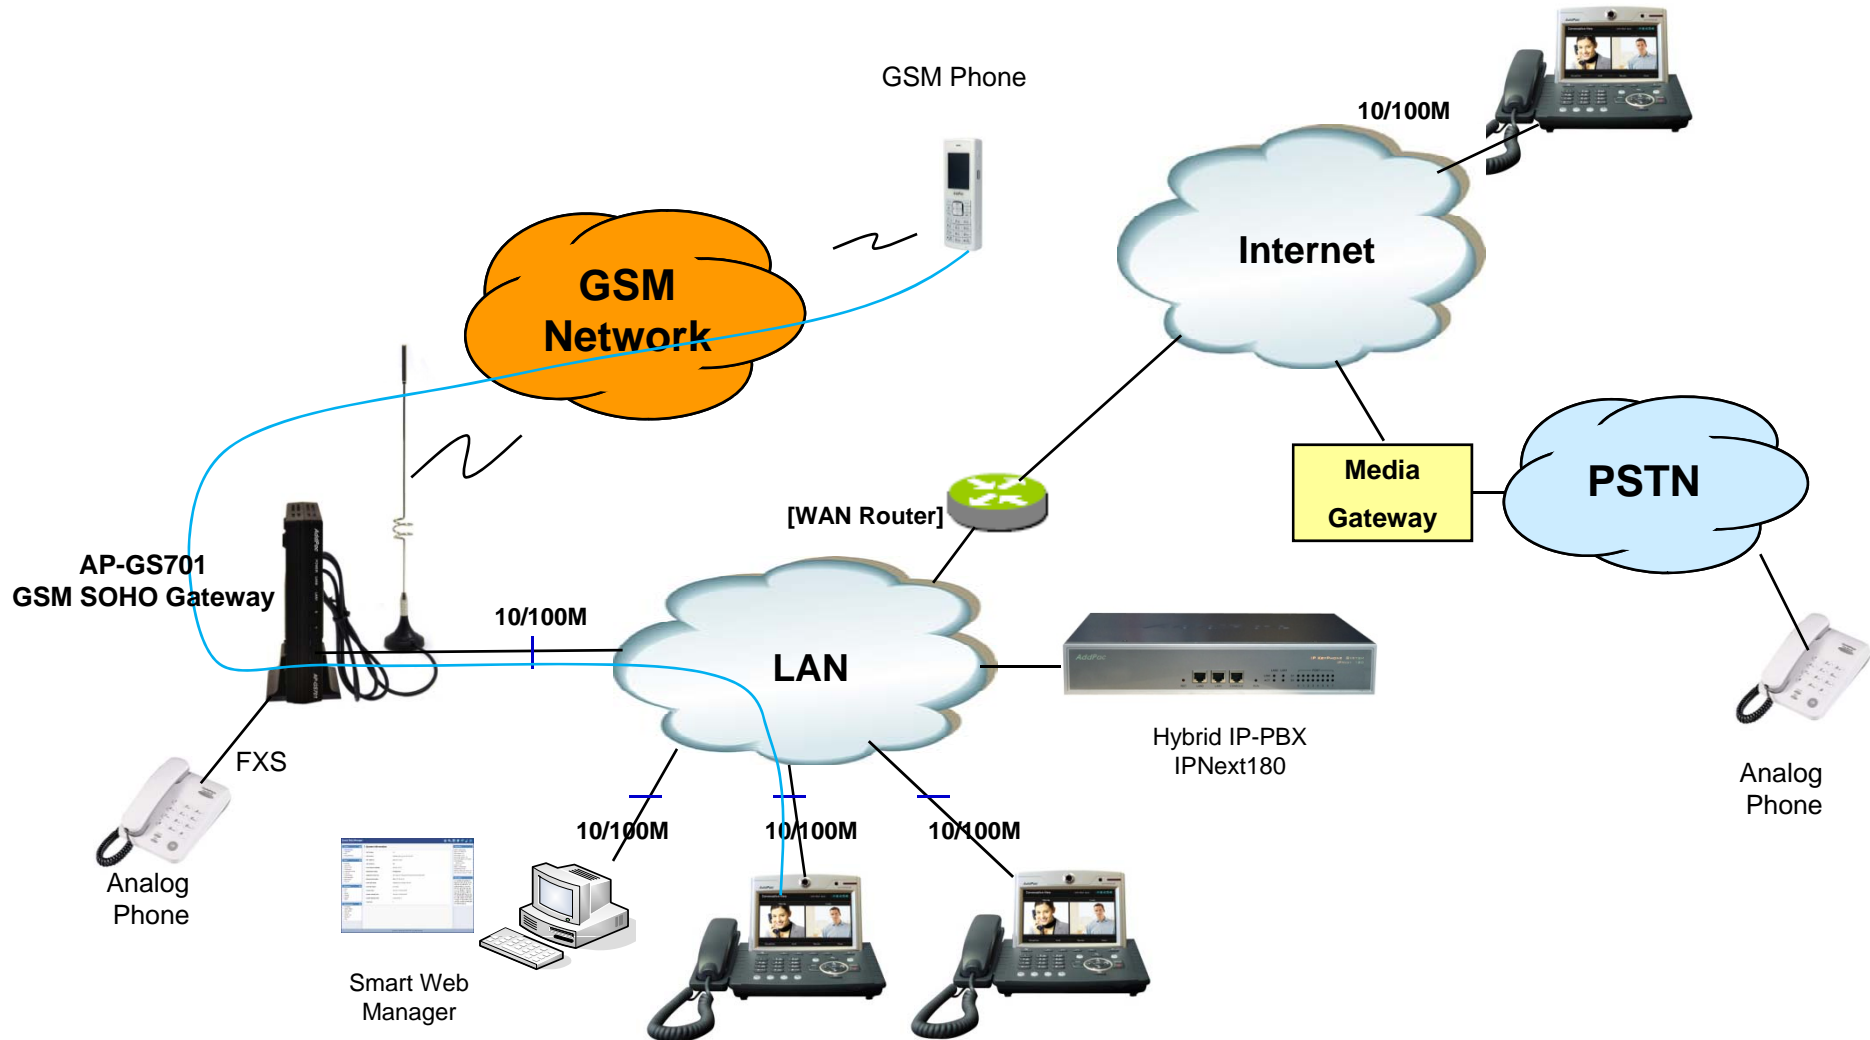 GSM Phone
10/100M
Internet
GSM
Network
Media
Gateway
PSTN
[WAN Router]
AP-GS701
GSM SOHO Gateway
10/100M
LAN
AddPac
Hybrid IP-PBX
IPNext180
FXS
Analog
Phone
Analog
Phone
10/100M
10/100M
10/100M
Smart Web
Manager